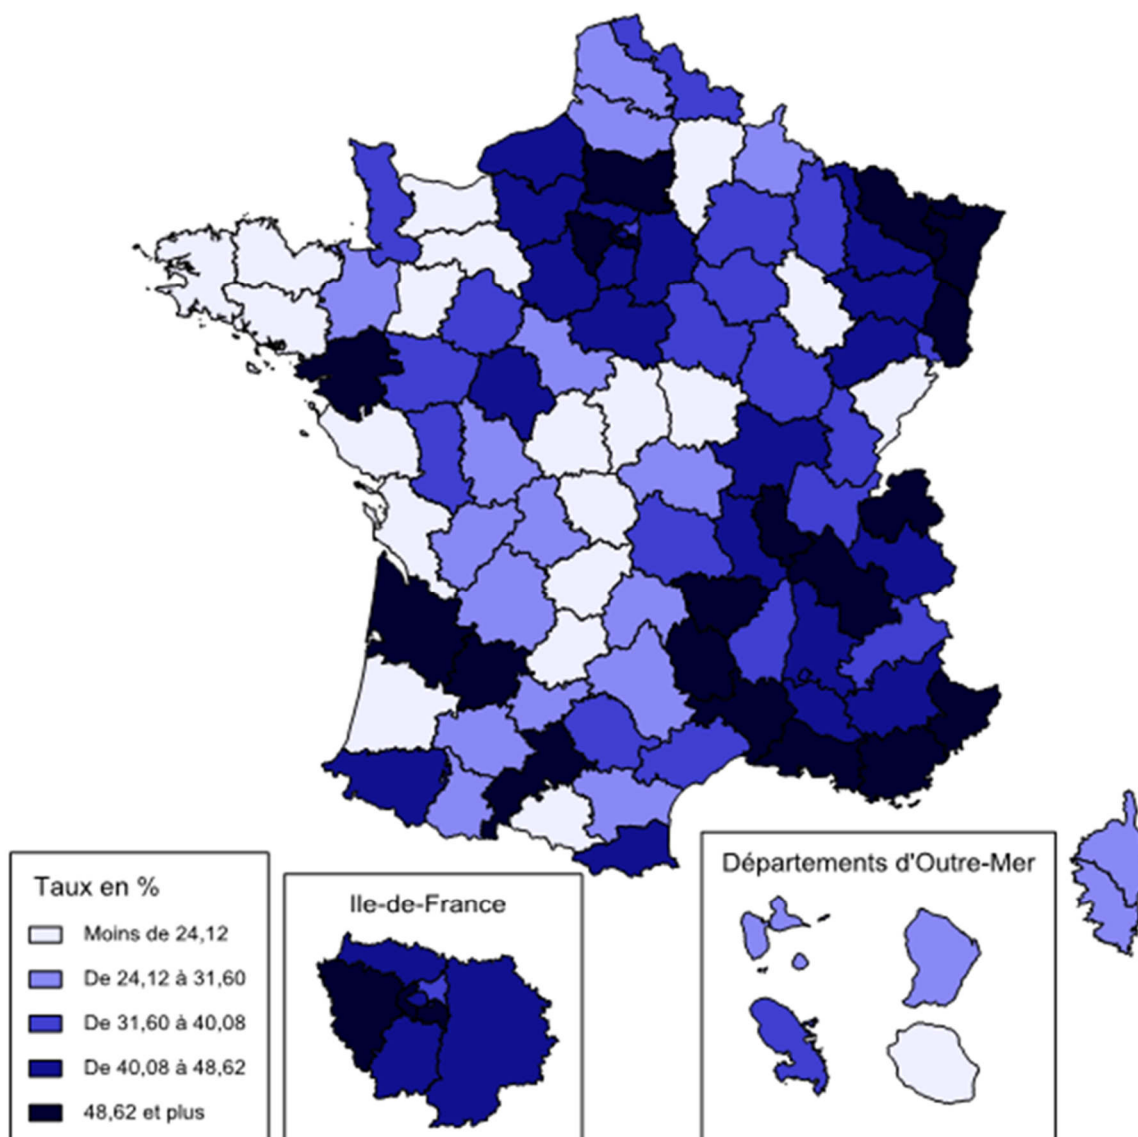 Taux en %
Moins de 24,12
De 24,12 à 31,60
De 31,60 à 40,08
De 40,08 à 48,62
48,62 et plus
Ile-de-France
Départements d'Outre-Mer